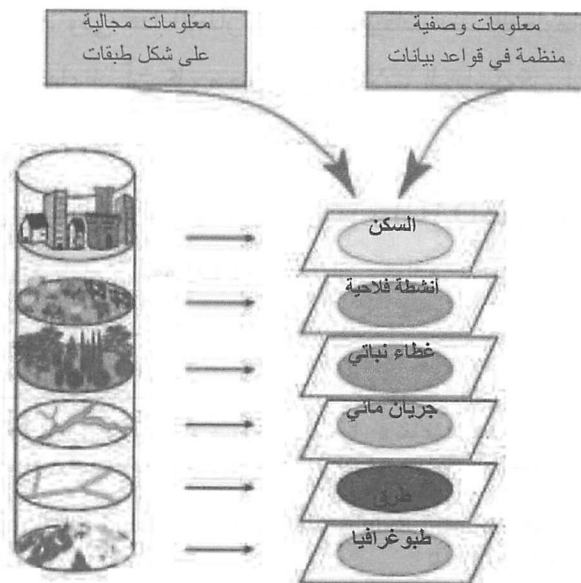 معلومات وصفية
منظمة في قواعد بيانات
معلومات مجالية
على شكل طبقات
السكن
أنشطة فلاحية
غطاء نباتي
جريان مائي
طرق
طبوغرافيا